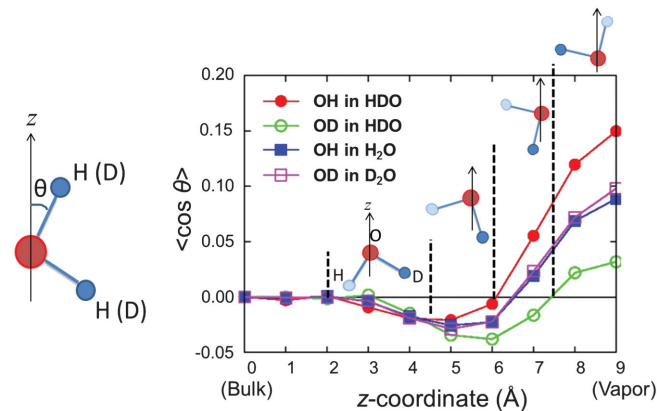 z
θ
H (D)
H (D)
<cos θ>
0.20
0.15
0.10
0.05
0.00
-0.05
OH in HDO
OD in HDO
OH in H₂O
OD in D₂O
z
O
H
D
0 1 2 3 4 5 6 7 8 9
(Bulk) (Vapor)
z-coordinate (Å)